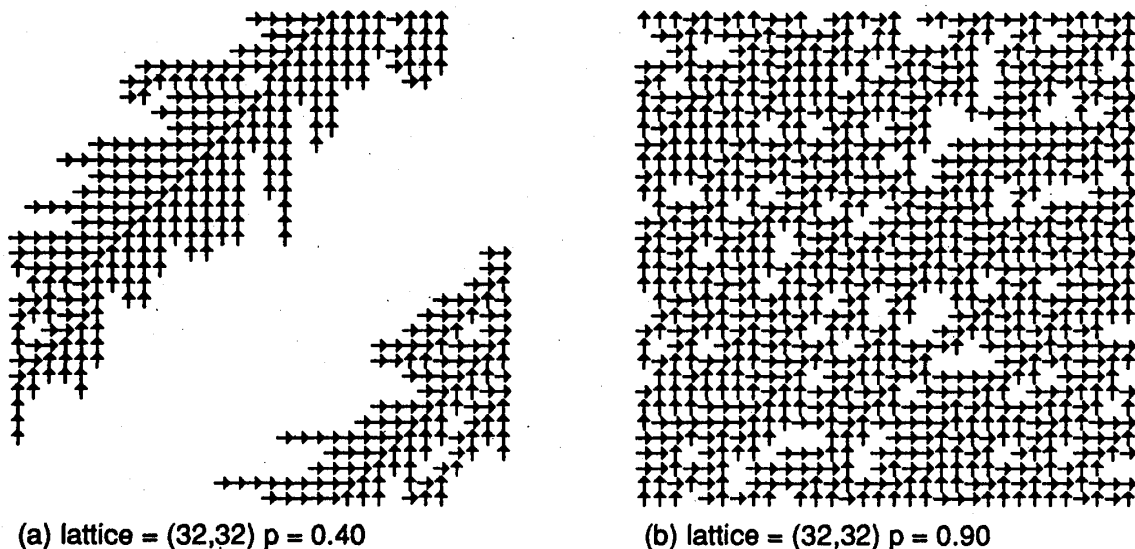 (a) lattice = (32,32) p = 0.40
(b) lattice = (32,32) p = 0.90